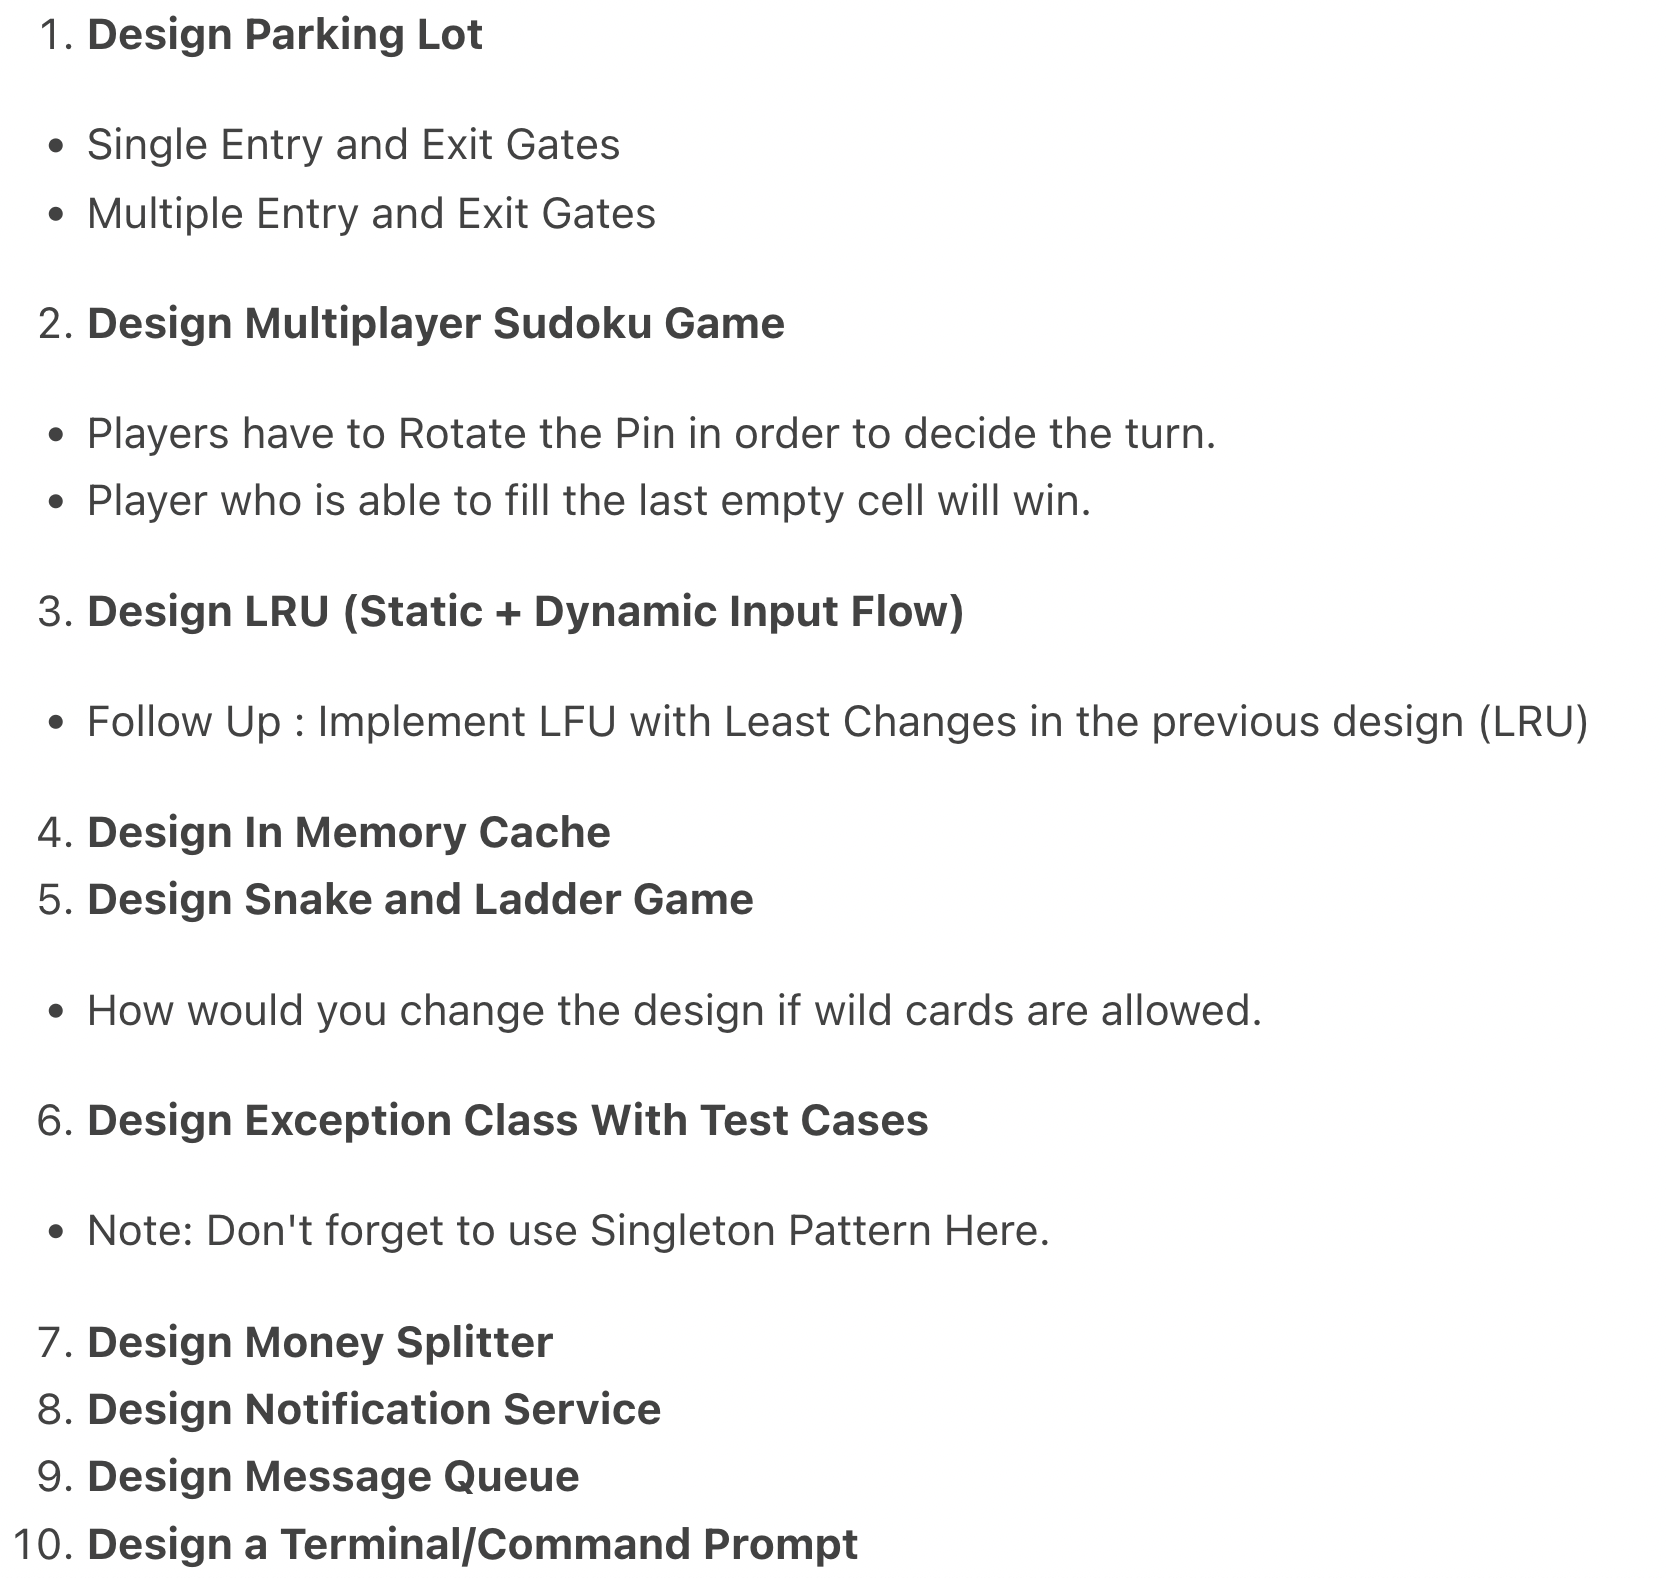 1. Design Parking Lot
• Single Entry and Exit Gates
• Multiple Entry and Exit Gates
2. Design Multiplayer Sudoku Game
• Players have to Rotate the Pin in order to decide the turn.
• Player who is able to fill the last empty cell will win.
3. Design LRU (Static + Dynamic Input Flow)
• Follow Up : Implement LFU with Least Changes in the previous design (LRU)
4. Design In Memory Cache
5. Design Snake and Ladder Game
• How would you change the design if wild cards are allowed.
6. Design Exception Class With Test Cases
• Note: Don't forget to use Singleton Pattern Here.
7. Design Money Splitter
8. Design Notification Service
9. Design Message Queue
10. Design a Terminal/Command Prompt